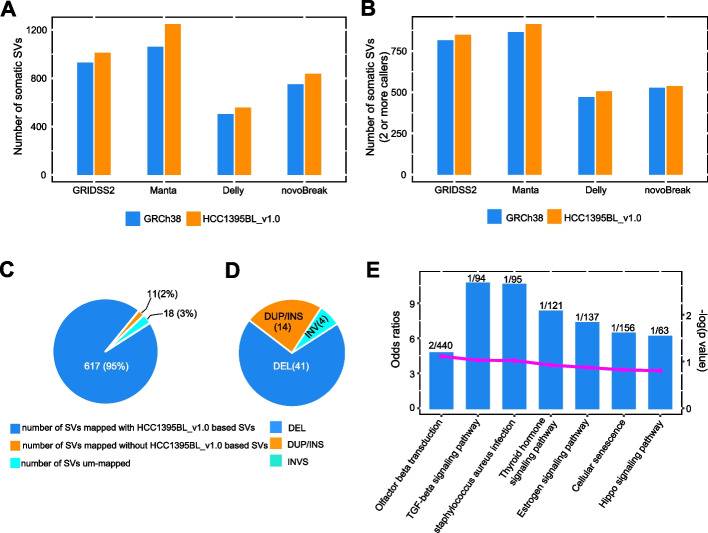 A
Number of somatic SVs
1200
800
400
0
GRIDSS2 Manta Delly novoBreak
GRCh38 HCC1395BL_v1.0
B
Number of somatic SVs
(2 or more callers)
750
500
250
0
GRIDSS2 Manta Delly novoBreak
GRCh38 HCC1395BL_v1.0
C
11(2%)
18 (3%)
617 (95%)
number of SVs mapped with HCC1395BL_v1.0 based SVs
number of SVs mapped without HCC1395BL_v1.0 based SVs
number of SVs um-mapped
D
DUP/INS
(14)
INV(4)
DEL(41)
DEL
DUP/INS
INVS
E
Odds ratios
9
6
3
0
2/440
1/94
1/95
1/121
1/137
1/156
1/63
2
1
0
-log(p value)
Olfactor beta transduction
TGF-beta signaling pathway
staphylococcus aureus infection
Thyroid hormone
signaling pathway
Estrogen signaling pathway
Cellular senescence
Hippo signaling pathway